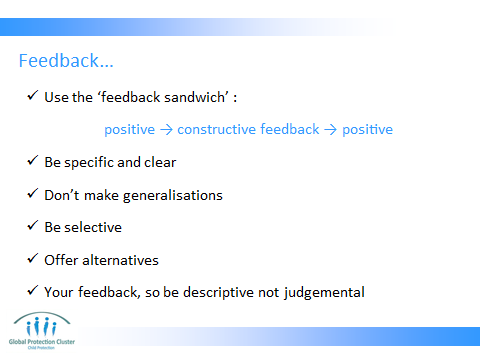 Feedback...
✓ Use the ‘feedback sandwich’ :
positive → constructive feedback → positive
✓ Be specific and clear
✓ Don’t make generalisations
✓ Be selective
✓ Offer alternatives
✓ Your feedback, so be descriptive not judgemental
Global Protection Cluster
Child Protection